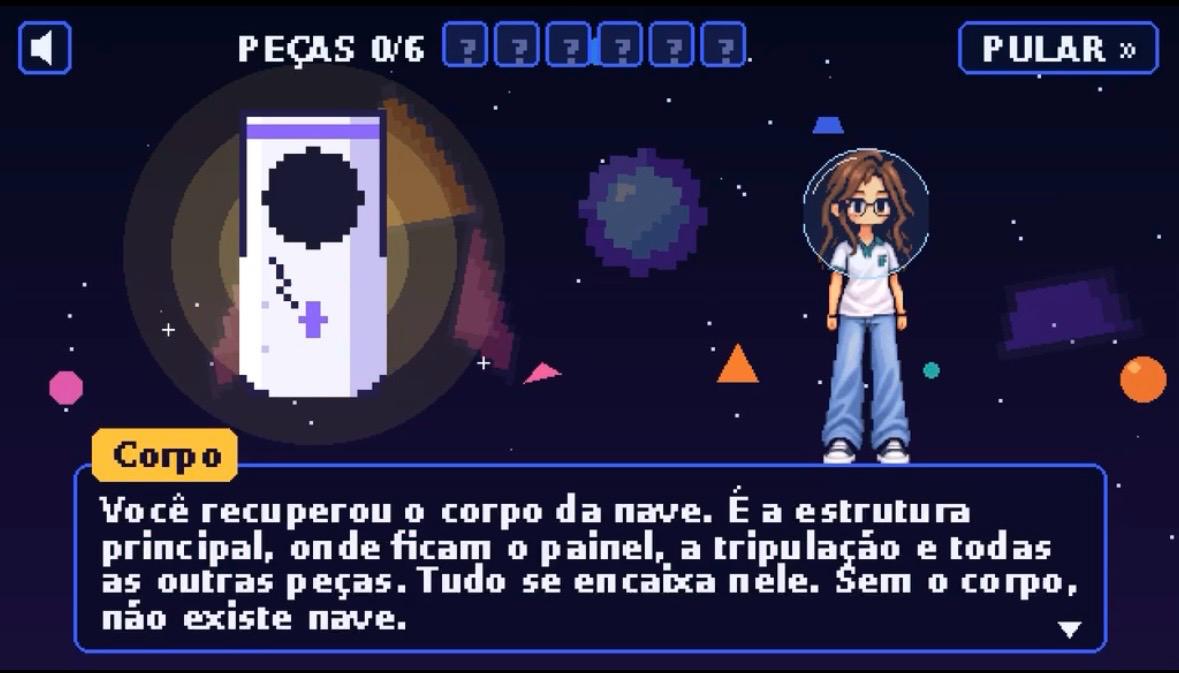 PEÇAS 0/6 ? ? ? ? ? ?
PULAR »
F
Corpo
Você recuperou o corpo da nave. É a estrutura
principal, onde ficam o painel, a tripulação e todas
as outras peças. Tudo se encaixa nele. Sem o corpo,
não existe nave.